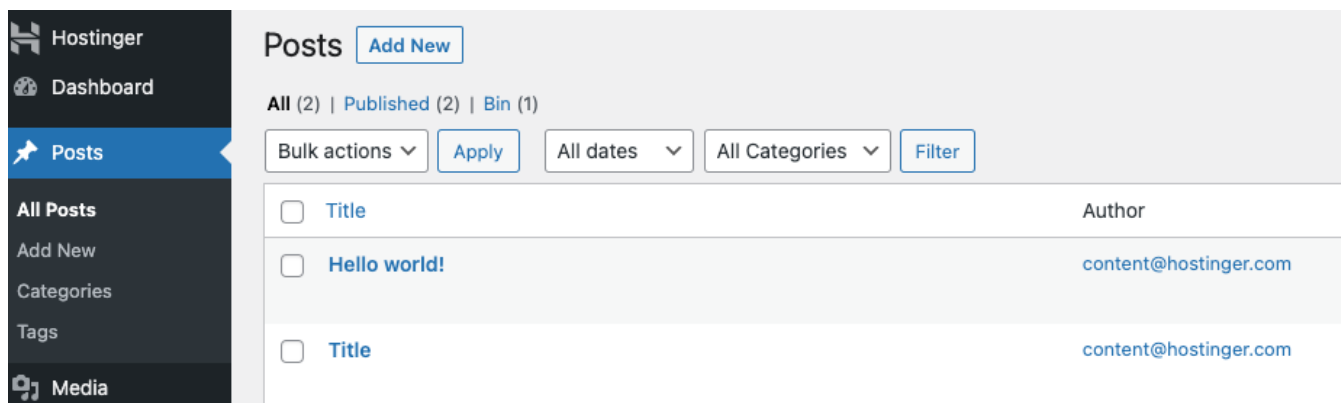 Hostinger
Dashboard
Posts
All Posts
Add New
Categories
Tags
Media
Posts Add New
All (2) | Published (2) | Bin (1)
Bulk actions Apply All dates All Categories Filter
Title Author
Hello world! content@hostinger.com
Title content@hostinger.com